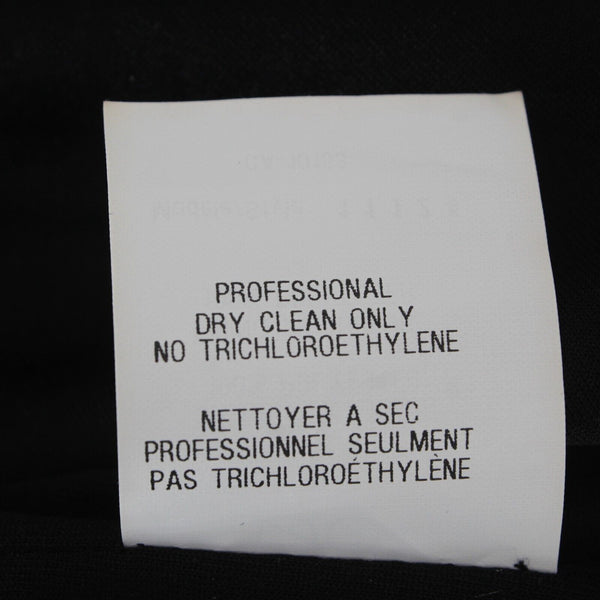 PROFESSIONAL
DRY CLEAN ONLY
NO TRICHLOROETHYLENE
NETTOYER A SEC
PROFESSIONNEL SEULMENT
PAS TRICHLOROÉTHYLÈNE